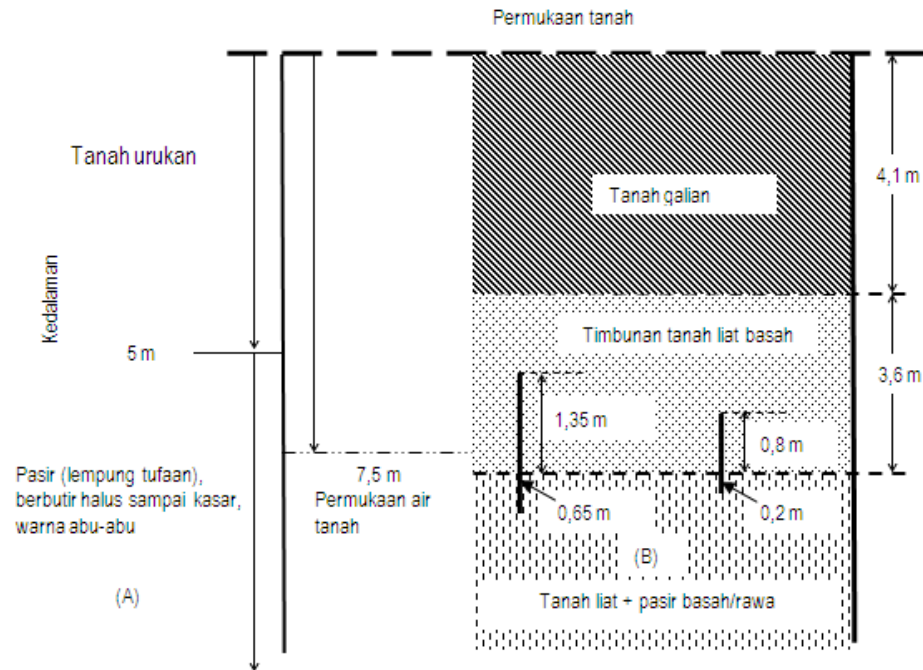 Permukaan tanah
Tanah urukan
Kedalaman
5 m
Pasir (lempung tufaan),
berbutir halus sampai kasar,
warna abu-abu
(A)
7,5 m
Permukaan air
tanah
Tanah galian
4,1 m
Timbunan tanah liat basah
3,6 m
1,35 m
0,8 m
0,65 m
0,2 m
(B)
Tanah liat + pasir basah/rawa